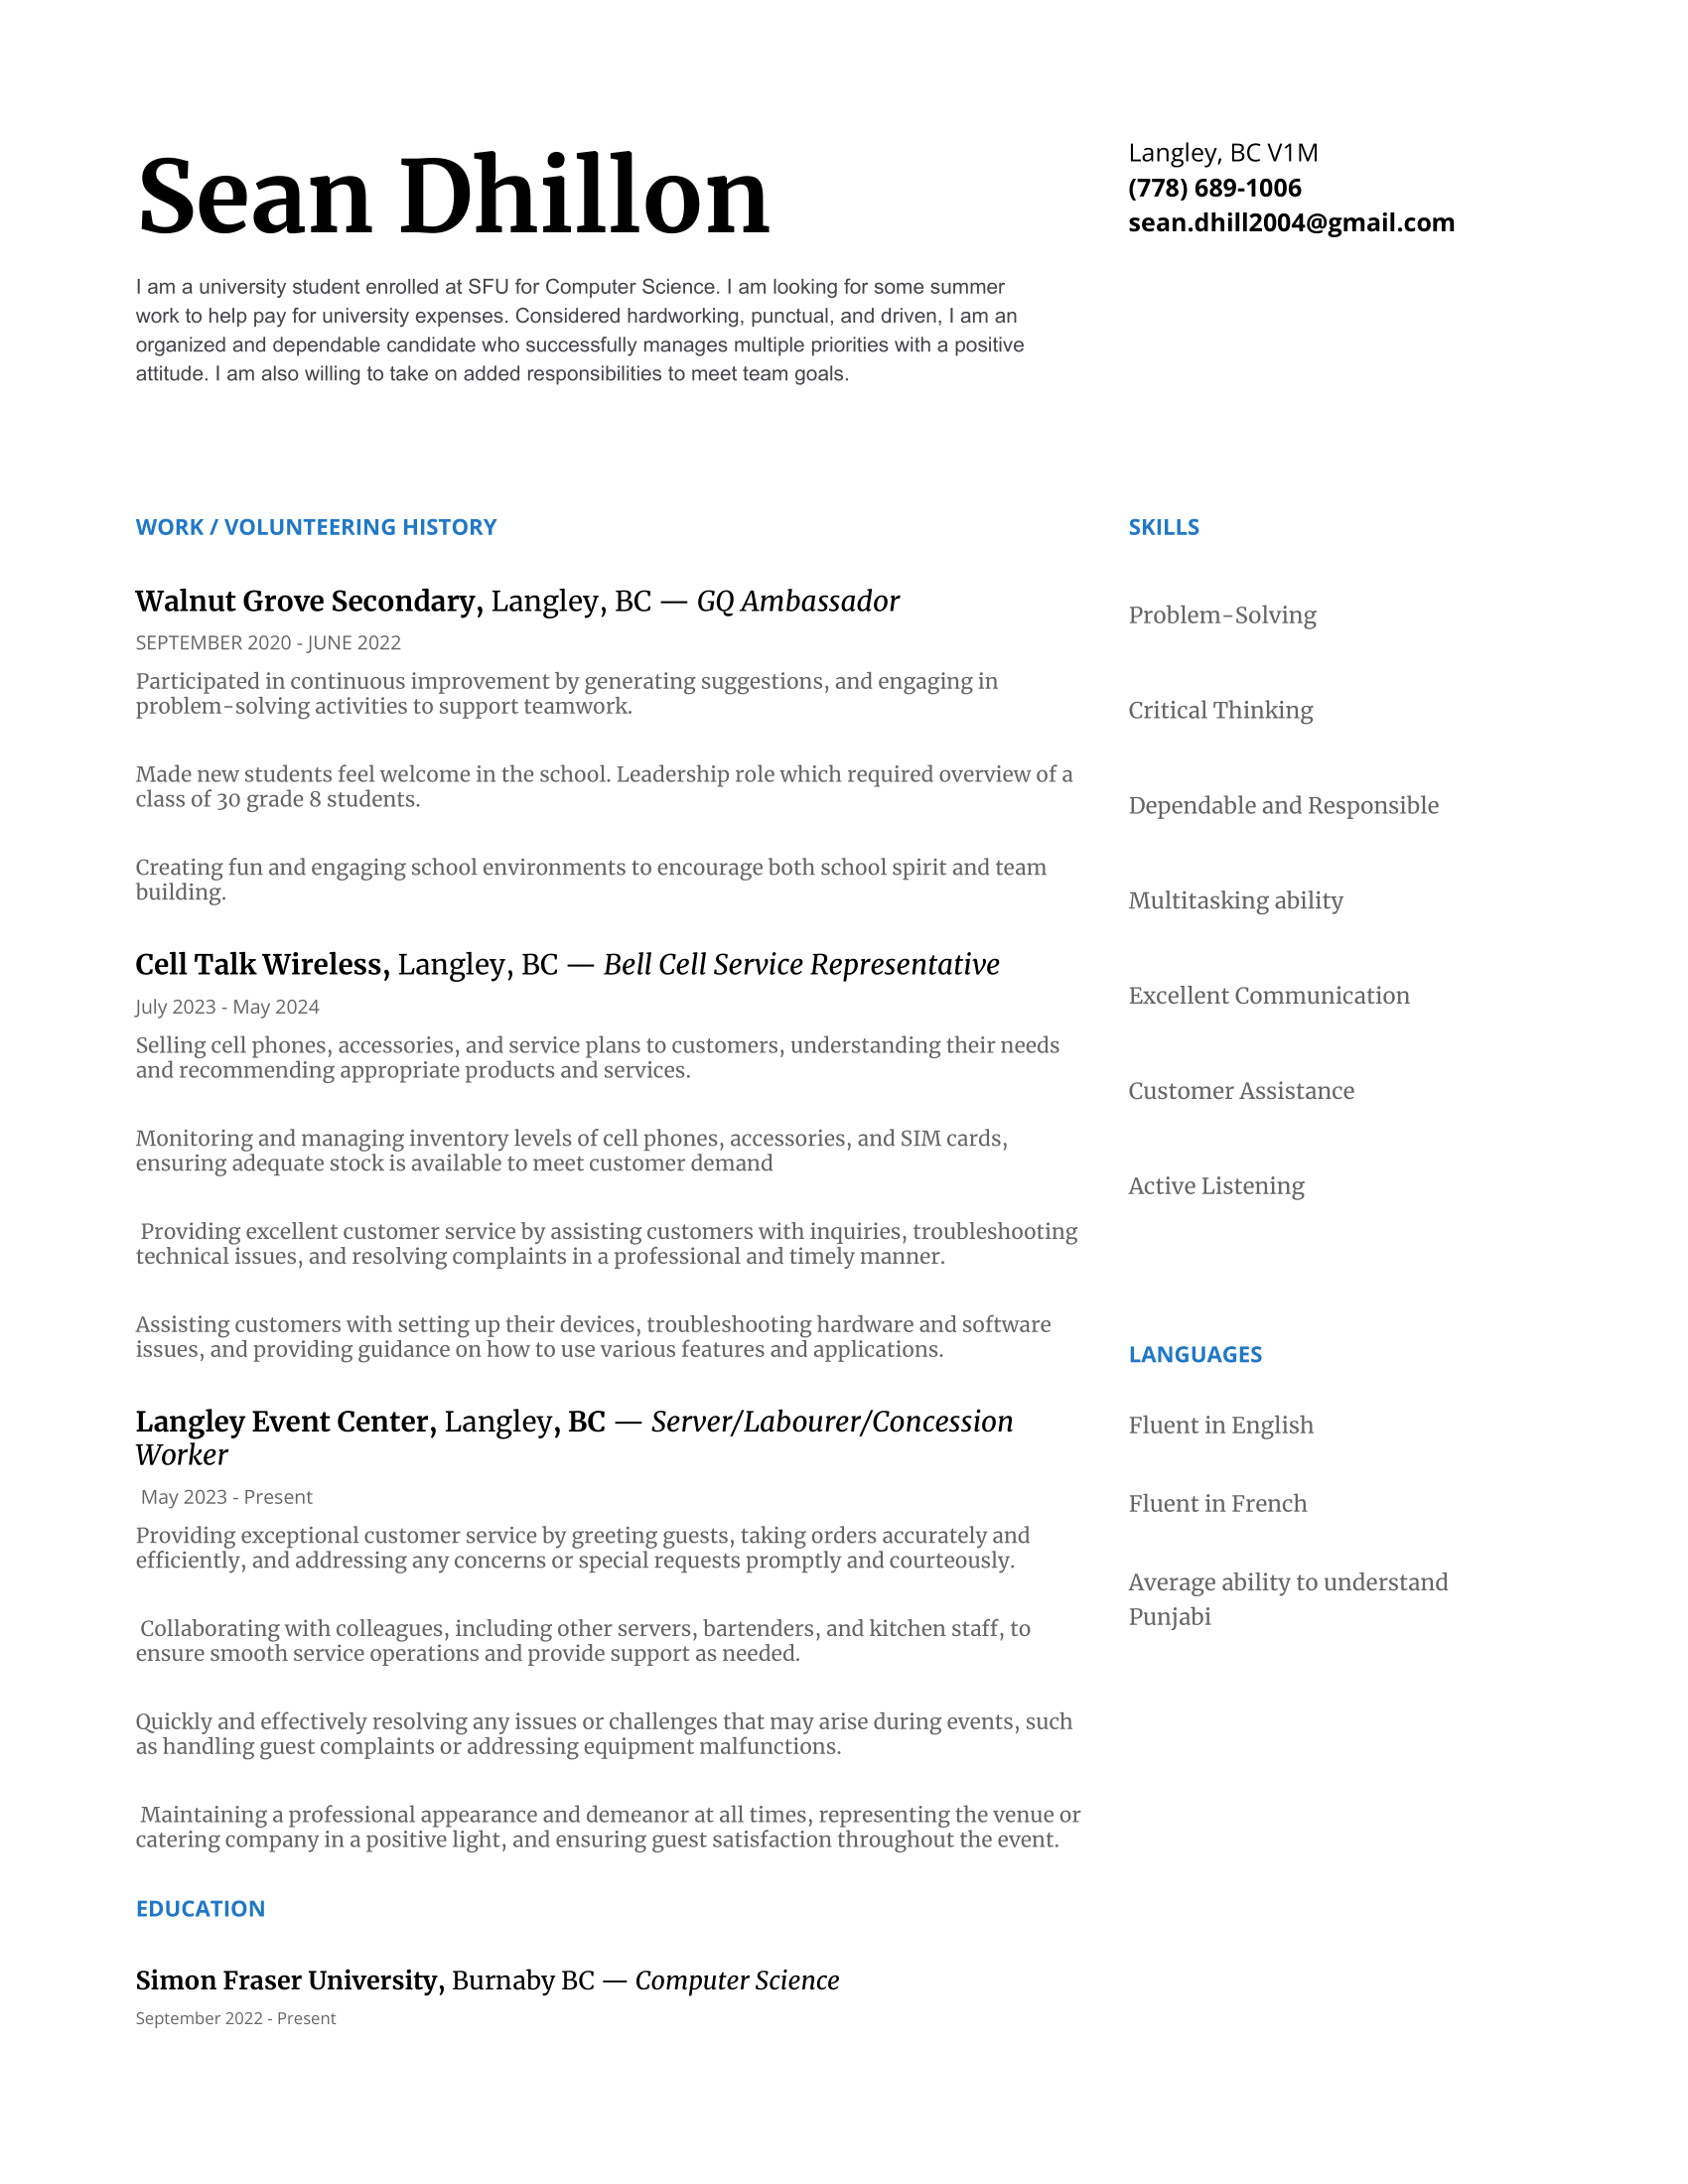 Sean Dhillon
I am a university student enrolled at SFU for Computer Science. I am looking for some summer
work to help pay for university expenses. Considered hardworking, punctual, and driven, I am an
organized and dependable candidate who successfully manages multiple priorities with a positive
attitude. I am also willing to take on added responsibilities to meet team goals.
Langley, BC V1M
(778) 689-1006
sean.dhill2004@gmail.com
WORK / VOLUNTEERING HISTORY
Walnut Grove Secondary, Langley, BC — GQ Ambassador
SEPTEMBER 2020 - JUNE 2022
Participated in continuous improvement by generating suggestions, and engaging in
problem-solving activities to support teamwork.
Made new students feel welcome in the school. Leadership role which required overview of a
class of 30 grade 8 students.
Creating fun and engaging school environments to encourage both school spirit and team
building.
Cell Talk Wireless, Langley, BC — Bell Cell Service Representative
July 2023 - May 2024
Selling cell phones, accessories, and service plans to customers, understanding their needs
and recommending appropriate products and services.
Monitoring and managing inventory levels of cell phones, accessories, and SIM cards,
ensuring adequate stock is available to meet customer demand
Providing excellent customer service by assisting customers with inquiries, troubleshooting
technical issues, and resolving complaints in a professional and timely manner.
Assisting customers with setting up their devices, troubleshooting hardware and software
issues, and providing guidance on how to use various features and applications.
Langley Event Center, Langley, BC — Server/Labourer/Concession
Worker
May 2023 - Present
Providing exceptional customer service by greeting guests, taking orders accurately and
efficiently, and addressing any concerns or special requests promptly and courteously.
Collaborating with colleagues, including other servers, bartenders, and kitchen staff, to
ensure smooth service operations and provide support as needed.
Quickly and effectively resolving any issues or challenges that may arise during events, such
as handling guest complaints or addressing equipment malfunctions.
Maintaining a professional appearance and demeanor at all times, representing the venue or
catering company in a positive light, and ensuring guest satisfaction throughout the event.
EDUCATION
Simon Fraser University, Burnaby BC — Computer Science
September 2022 - Present
SKILLS
Problem-Solving
Critical Thinking
Dependable and Responsible
Multitasking ability
Excellent Communication
Customer Assistance
Active Listening
LANGUAGES
Fluent in English
Fluent in French
Average ability to understand
Punjabi